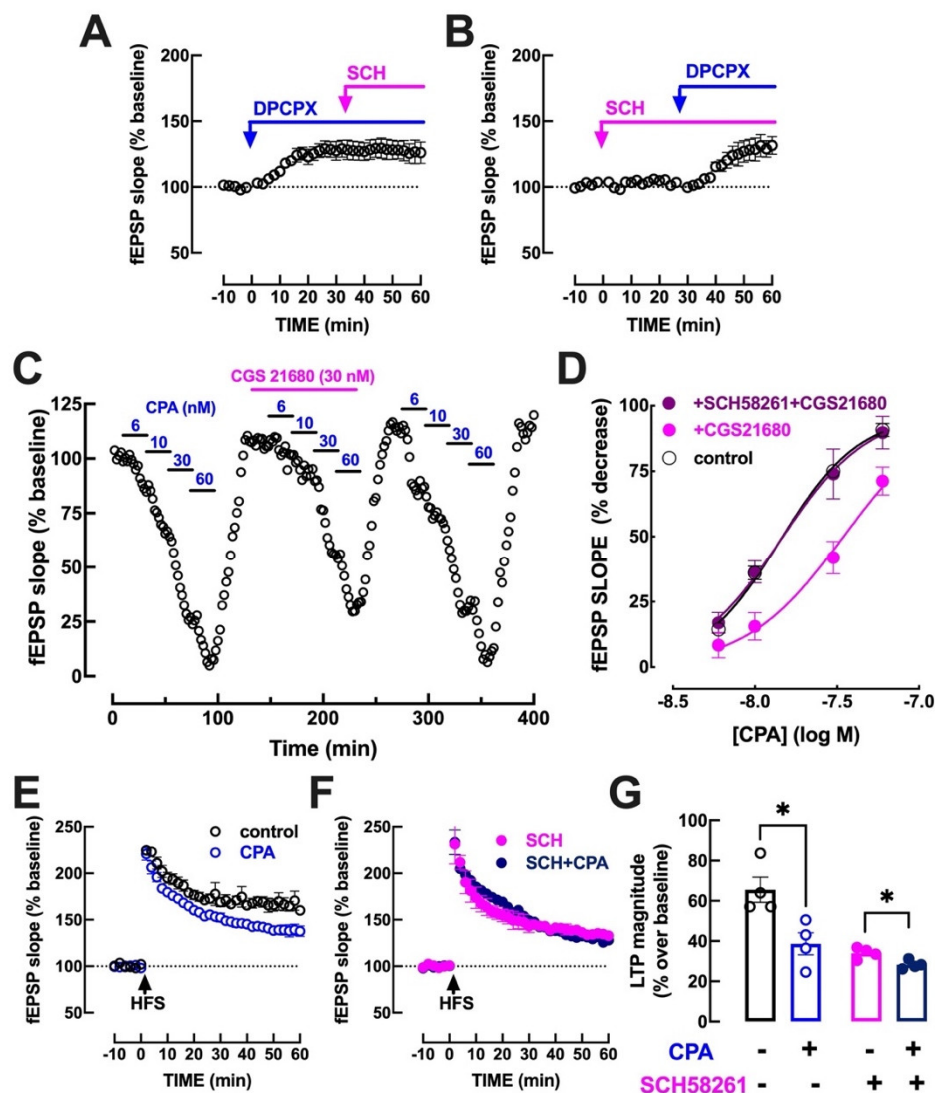 A
fEPSP slope (% baseline)
200
150
100
50
SCH
DPCPX
-10 0 10 20 30 40 50 60
TIME (min)
B
fEPSP slope (% baseline)
200
150
100
50
DPCPX
SCH
-10 0 10 20 30 40 50 60
TIME (min)
C
fEPSP slope (% baseline)
125
100
75
50
25
0
CGS 21680 (30 nM)
CPA (nM)
6
10
30
60
6
10
30
60
6
10
30
60
0 100 200 300 400
Time (min)
D
fEPSP SLOPE (% decrease)
100
75
50
25
0
+SCH58261+CGS21680
+CGS21680
control
-8.5 -8.0 -7.5 -7.0
[CPA] (log M)
E
fEPSP slope (% baseline)
250
200
150
100
50
control
CPA
HFS
-10 0 10 20 30 40 50 60
TIME (min)
F
fEPSP slope (% baseline)
250
200
150
100
50
SCH
SCH+CPA
HFS
-10 0 10 20 30 40 50 60
TIME (min)
G
LTP magnitude
(% over baseline)
100
80
60
40
20
0
* *
CPA - + - +
SCH58261 - - + +